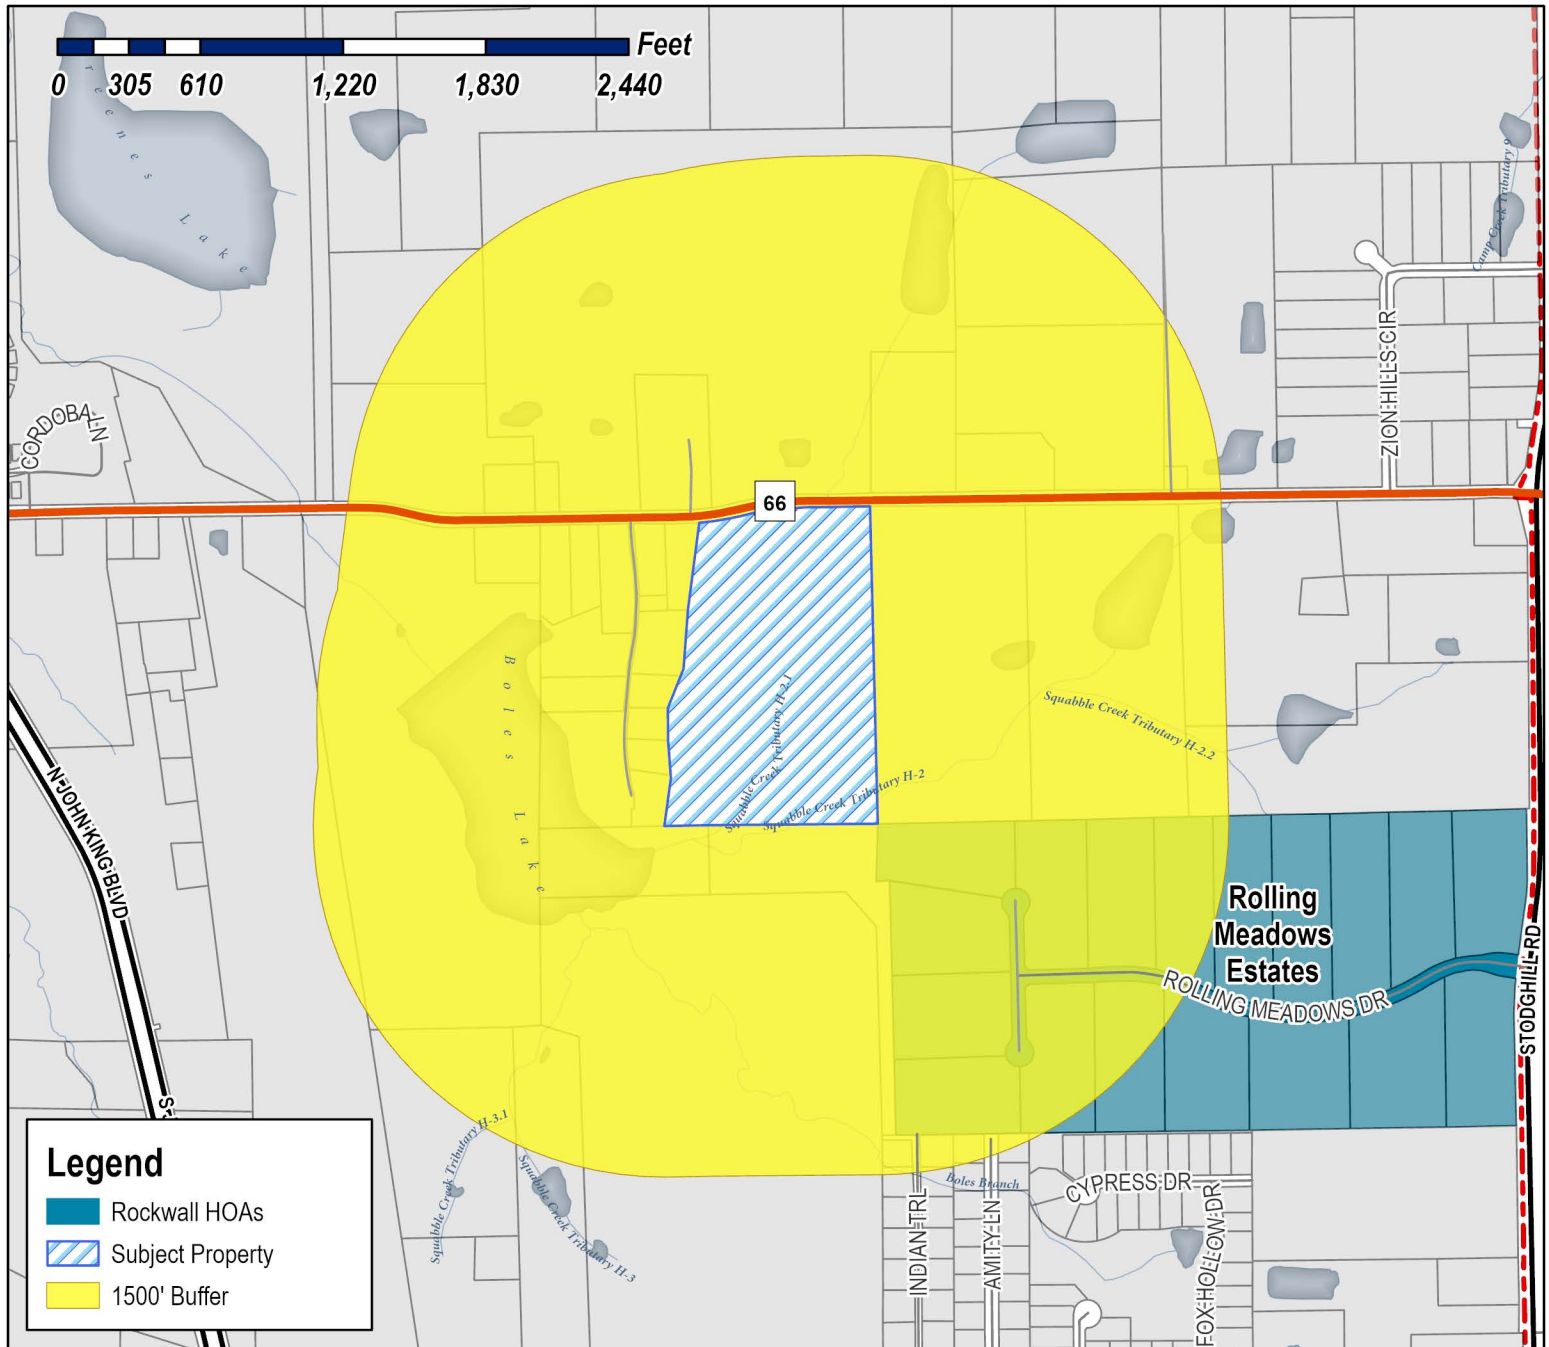 Feet
0 305 610 1,220 1,830 2,440
reenes Lake
Camp Creek Tributary 9
ZION HILLS CIR
CORDOBA LN
66
Boles Lake
Squabble Creek Tributary H-2.1
Squabble Creek Tributary H-2
Squabble Creek Tributary H-2.2
N JOHN KING BLVD
S
Rolling
Meadows
Estates
ROLLING MEADOWS DR
STODGHILL RD
Squabble Creek Tributary H-3.1
Squabble Creek Tributary H-3
Boles Branch
CYPRESS DR
INDIAN TRL
AMITY LN
FOX HOLLOW DR
Legend
Rockwall HOAs
Subject Property
1500' Buffer